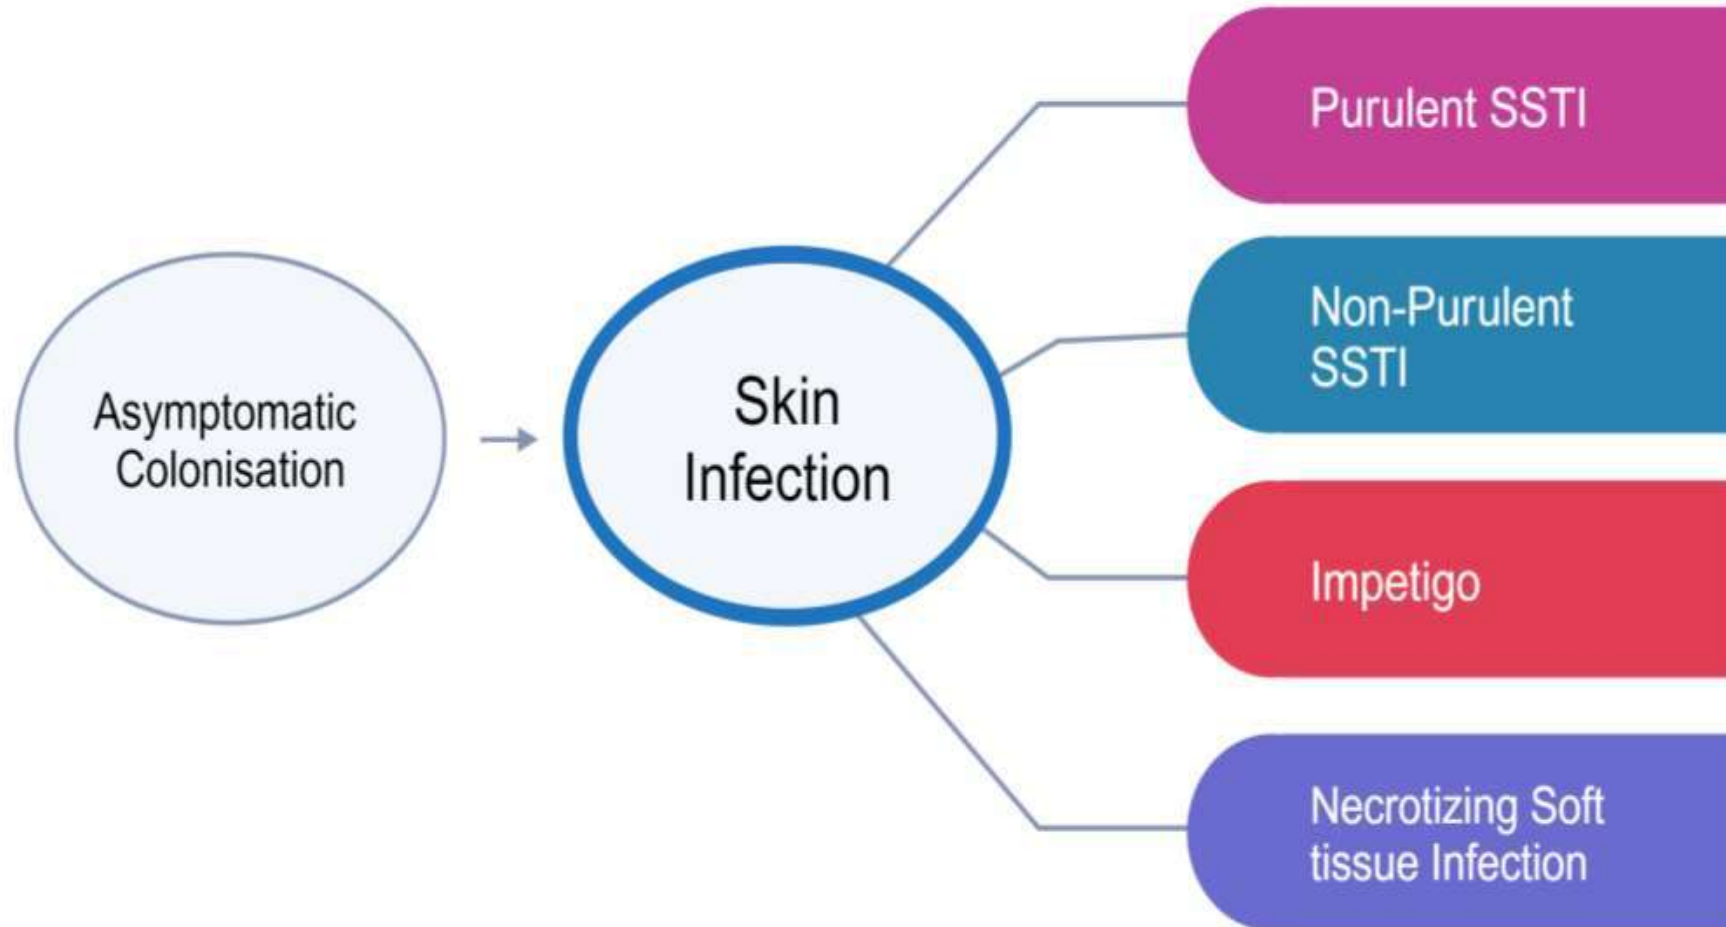 Asymptomatic
Colonisation
Skin
Infection
Purulent SSTI
Non-Purulent
SSTI
Impetigo
Necrotizing Soft
tissue Infection